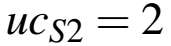 uc_{S2} = 2